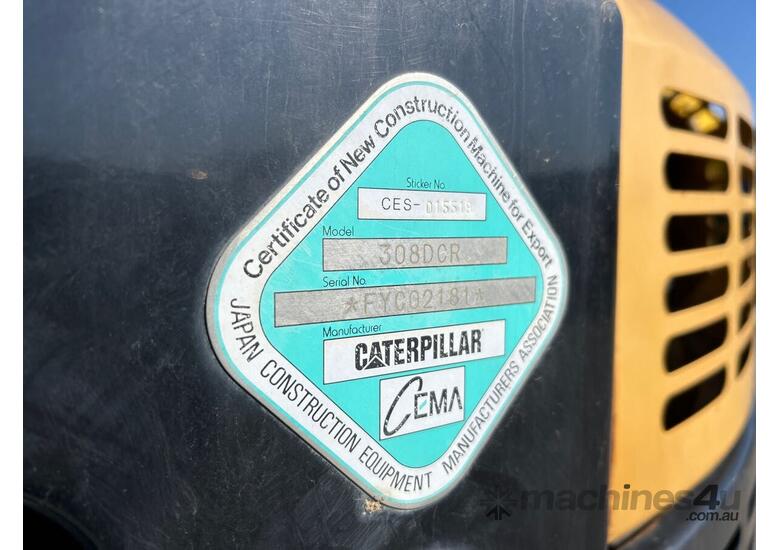 Certificate of New Construction Machine for Export
Sticker No.
CES-
Model
308DCR
Serial No.
*FYC02181*
Manufacturer
CATERPILLAR
CEMA
JAPAN CONSTRUCTION EQUIPMENT MANUFACTURERS ASSOCIATION
machines4u
.com.au